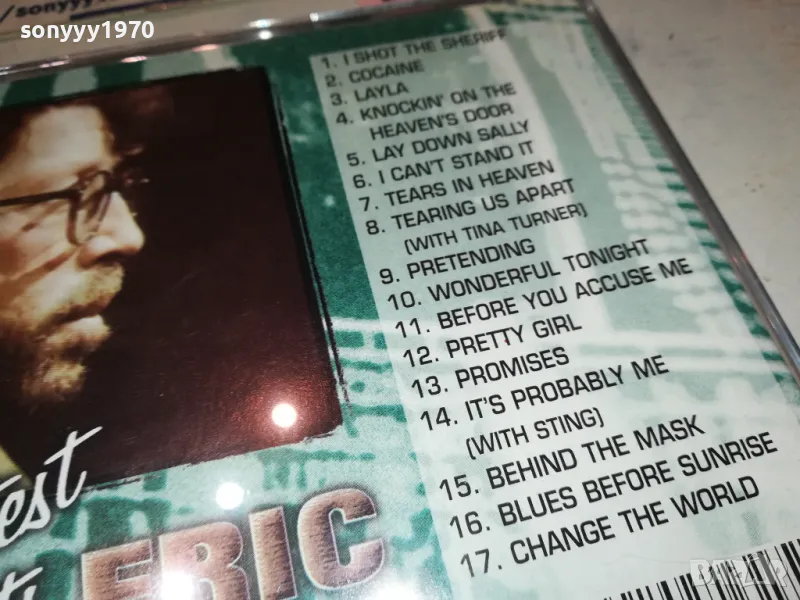 sonyyy1970
1. I SHOT THE SHERIFF
2. COCAINE
3. LAYLA
4. KNOCKIN' ON THE
HEAVEN'S DOOR
5. LAY DOWN SALLY
6. I CAN'T STAND IT
7. TEARS IN HEAVEN
8. TEARING US APART
(WITH TINA TURNER)
9. PRETENDING
10. WONDERFUL TONIGHT
11. BEFORE YOU ACCUSE ME
12. PRETTY GIRL
13. PROMISES
14. IT'S PROBABLY ME
(WITH STING)
15. BEHIND THE MASK
16. BLUES BEFORE SUNRISE
17. CHANGE THE WORLD
est
ERIC